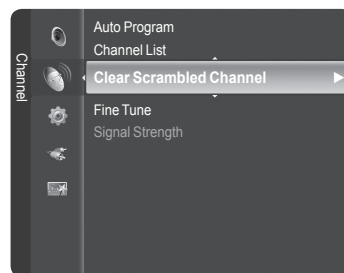 Channel
Auto Program
Channel List
Clear Scrambled Channel
Fine Tune
Signal Strength